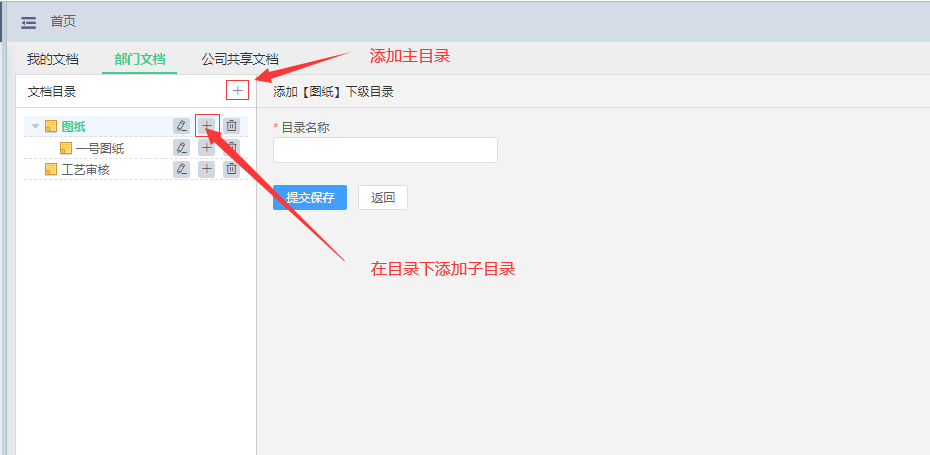 首页
我的文档 部门文档 公司共享文档 添加主目录
文档目录 添加【图纸】下级目录
图纸
* 目录名称
一号图纸
工艺审核
提交保存 返回
在目录下添加子目录